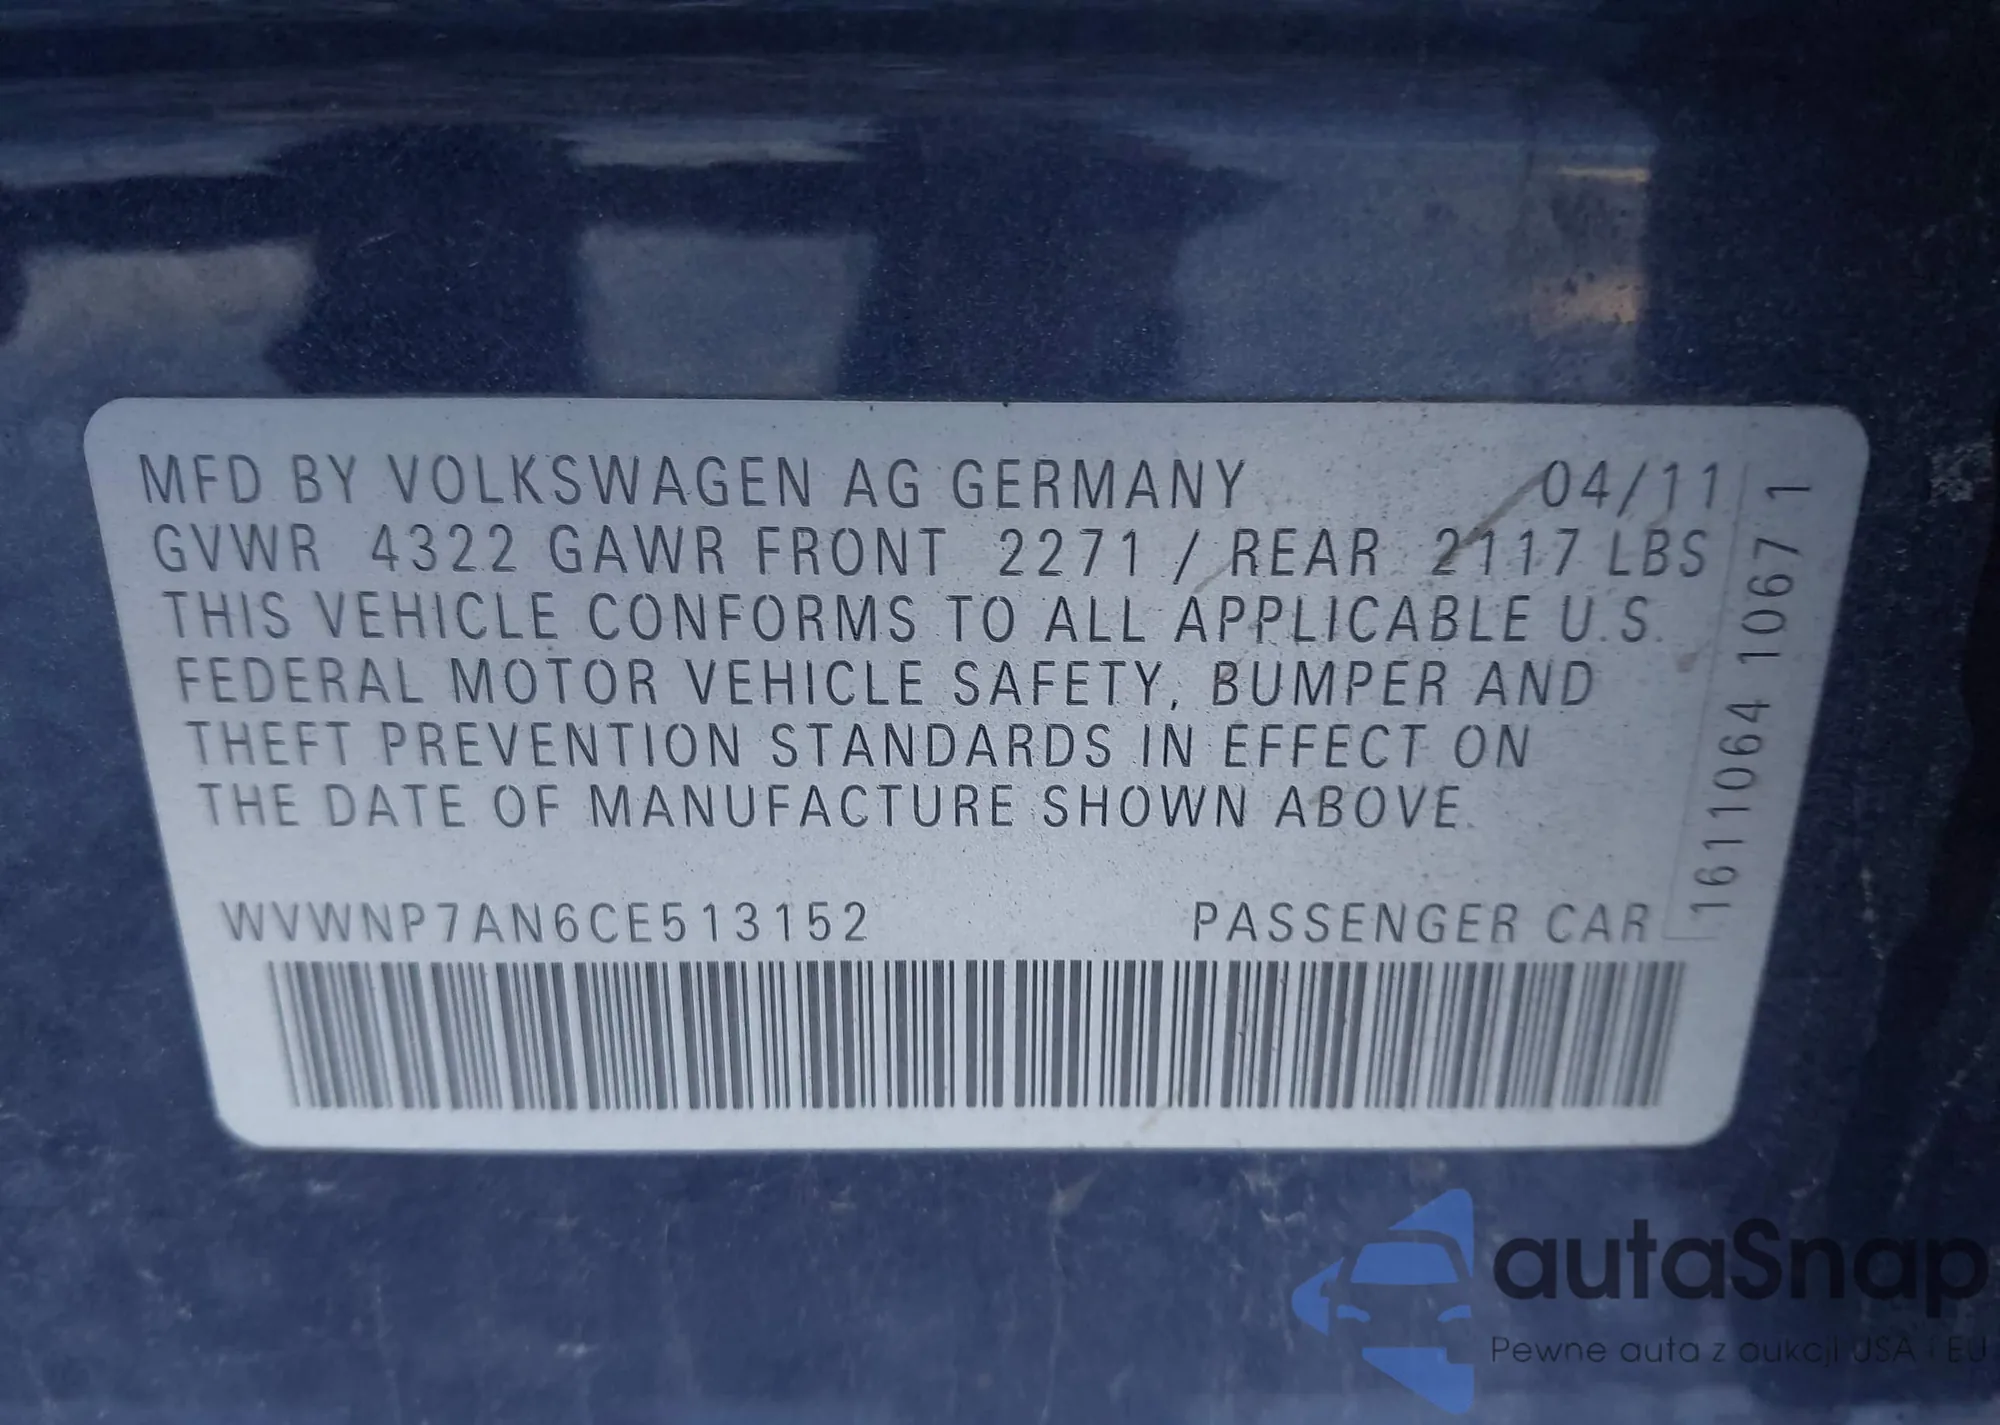 MFD BY VOLKSWAGEN AG GERMANY 04/11
GVWR 4322 GAWR FRONT 2271 / REAR 2117 LBS
THIS VEHICLE CONFORMS TO ALL APPLICABLE U.S.
FEDERAL MOTOR VEHICLE SAFETY, BUMPER AND
THEFT PREVENTION STANDARDS IN EFFECT ON
THE DATE OF MANUFACTURE SHOWN ABOVE.
WVWNP7AN6CE513152 PASSENGER CAR
1611064 1067 1
autaSnap
Pewne auta z aukcji USA i EU